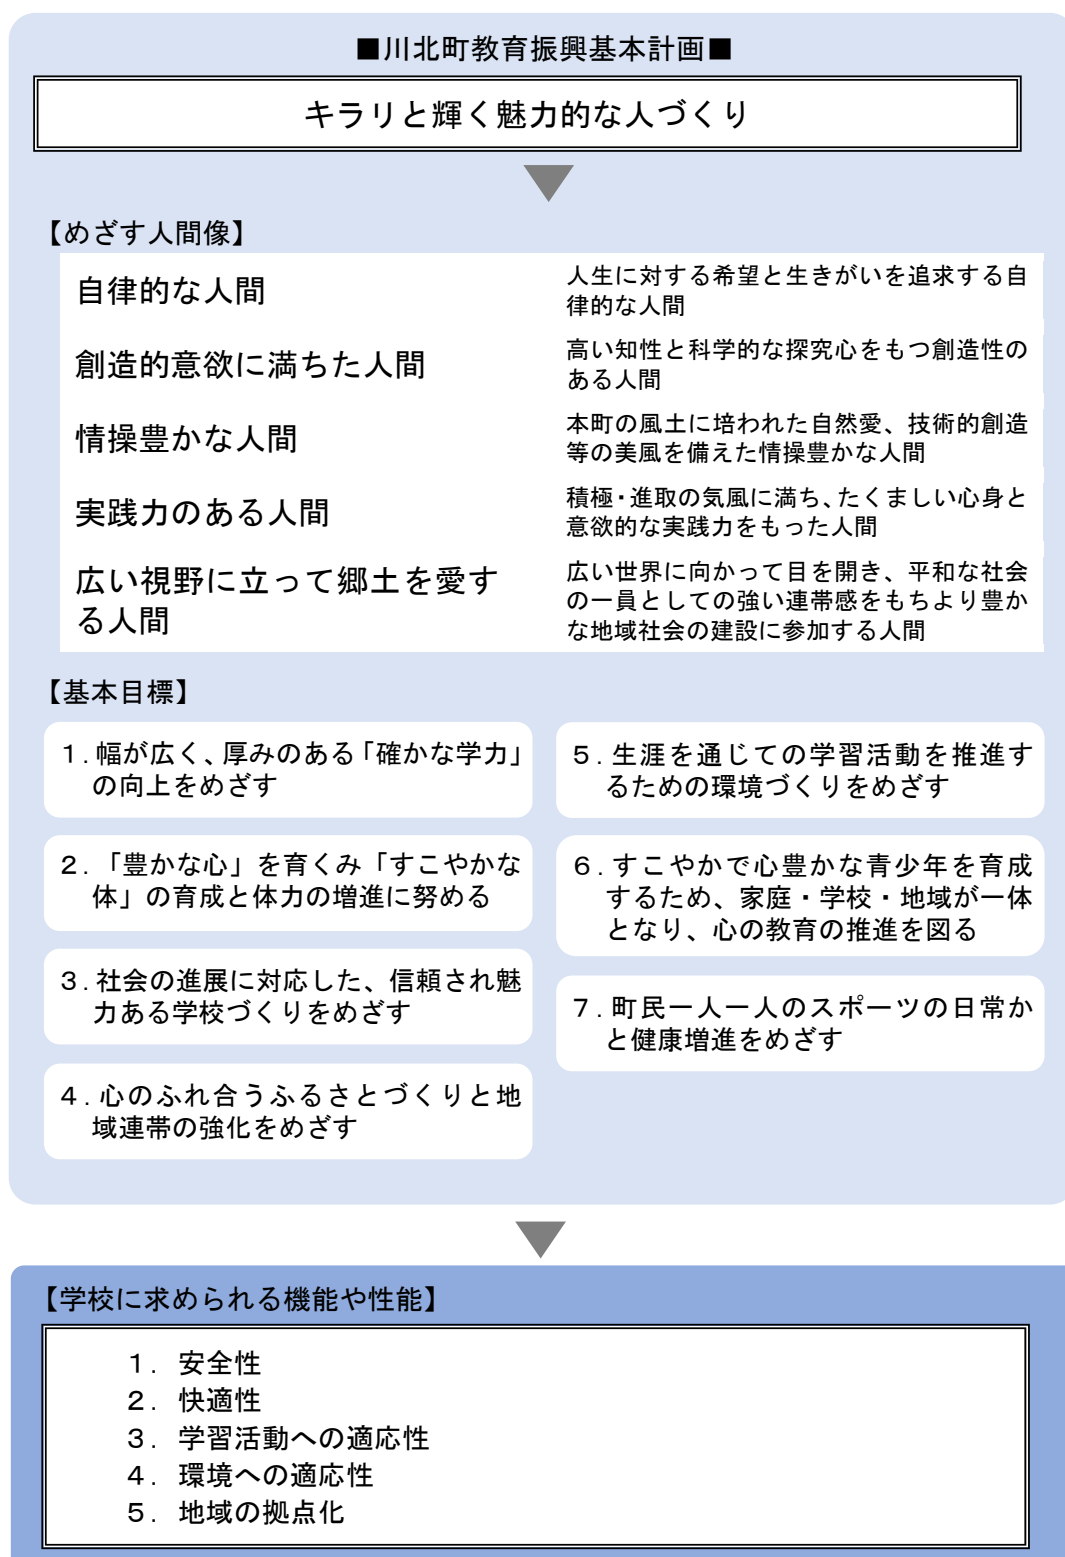 ■川北町教育振興基本計画■
キラリと輝く魅力的な人づくり
【めざす人間像】
自律的な人間
人生に対する希望と生きがいを追求する自
律的な人間
創造的意欲に満ちた人間
高い知性と科学的な探究心をもつ創造性の
ある人間
情操豊かな人間
本町の風土に培われた自然愛、技術的創造
等の美風を備えた情操豊かな人間
実践力のある人間
積極・進取の気風に満ち、たくましい心身と
意欲的な実践力をもった人間
広い視野に立って郷土を愛す
る人間
広い世界に向かって目を開き、平和な社会
の一員としての強い連帯感をもちより豊か
な地域社会の建設に参加する人間
【基本目標】
１．幅が広く、厚みのある「確かな学力」
の向上をめざす
２．「豊かな心」を育くみ「すこやかな
体」の育成と体力の増進に努める
３．社会の進展に対応した、信頼され魅
力ある学校づくりをめざす
４．心のふれ合うふるさとづくりと地
域連帯の強化をめざす
５．生涯を通じての学習活動を推進す
るための環境づくりをめざす
６．すこやかで心豊かな青少年を育成
するため、家庭・学校・地域が一体
となり、心の教育の推進を図る
７．町民一人一人のスポーツの日常か
と健康増進をめざす
【学校に求められる機能や性能】
１．安全性
２．快適性
３．学習活動への適応性
４．環境への適応性
５．地域の拠点化